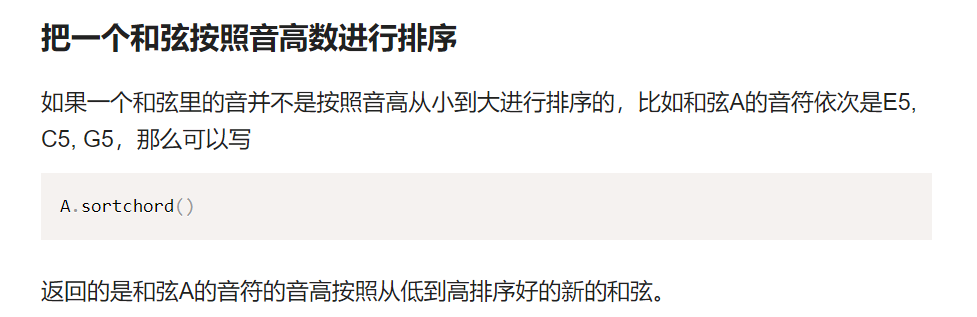 把一个和弦按照音高数进行排序
如果一个和弦里的音并不是按照音高从小到大进行排序的，比如和弦A的音符依次是E5,
C5, G5，那么可以写
A.sortchord()
返回的是和弦A的音符的音高按照从低到高排序好的新的和弦。